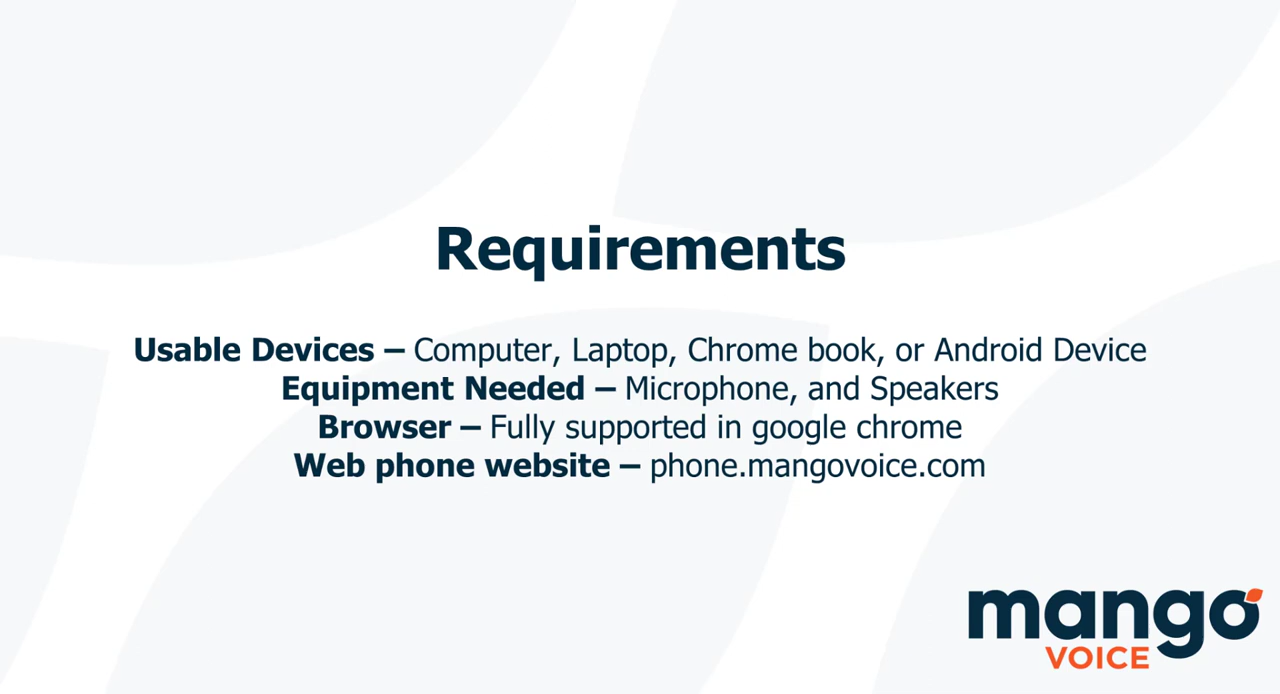 Requirements
Usable Devices – Computer, Laptop, Chrome book, or Android Device
Equipment Needed – Microphone, and Speakers
Browser – Fully supported in google chrome
Web phone website – phone.mangovoice.com
mango
VOICE